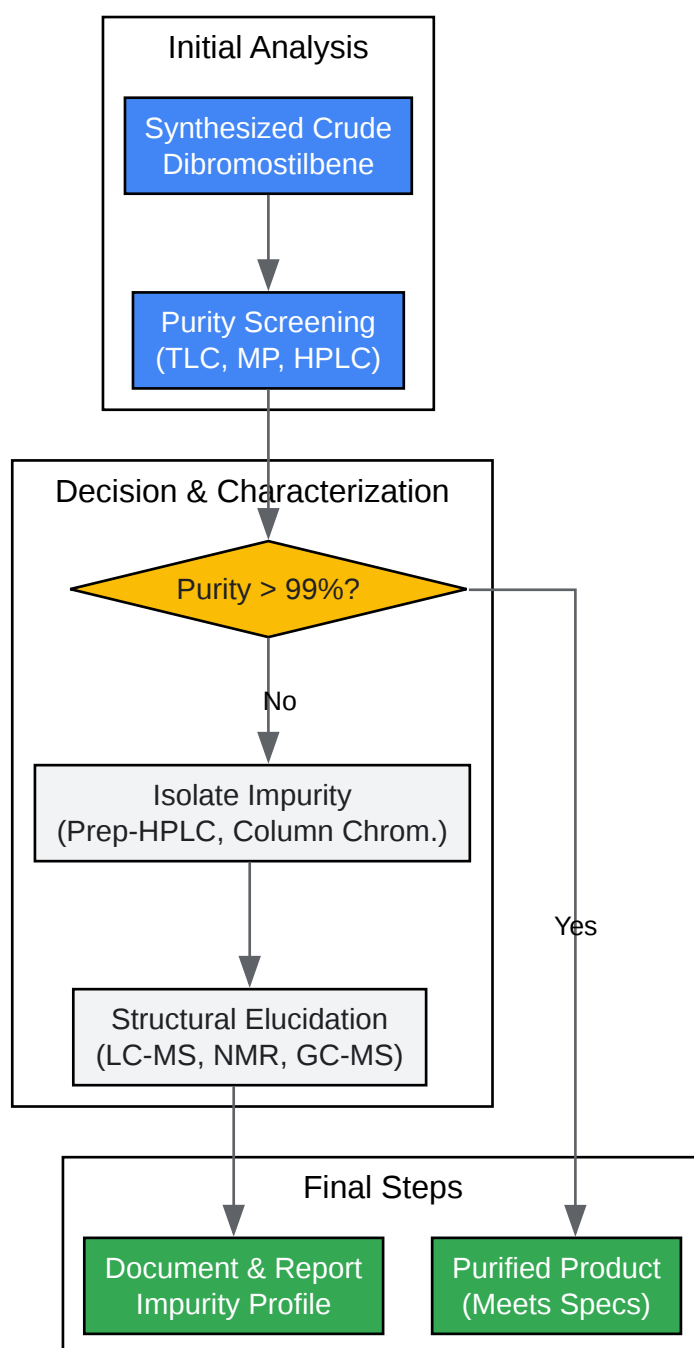 Initial Analysis
Synthesized Crude
Dibromostilbene
Purity Screening
(TLC, MP, HPLC)
Decision & Characterization
Purity > 99%?
No
Isolate Impurity
(Prep-HPLC, Column Chrom.)
Yes
Structural Elucidation
(LC-MS, NMR, GC-MS)
Final Steps
Document & Report
Impurity Profile
Purified Product
(Meets Specs)